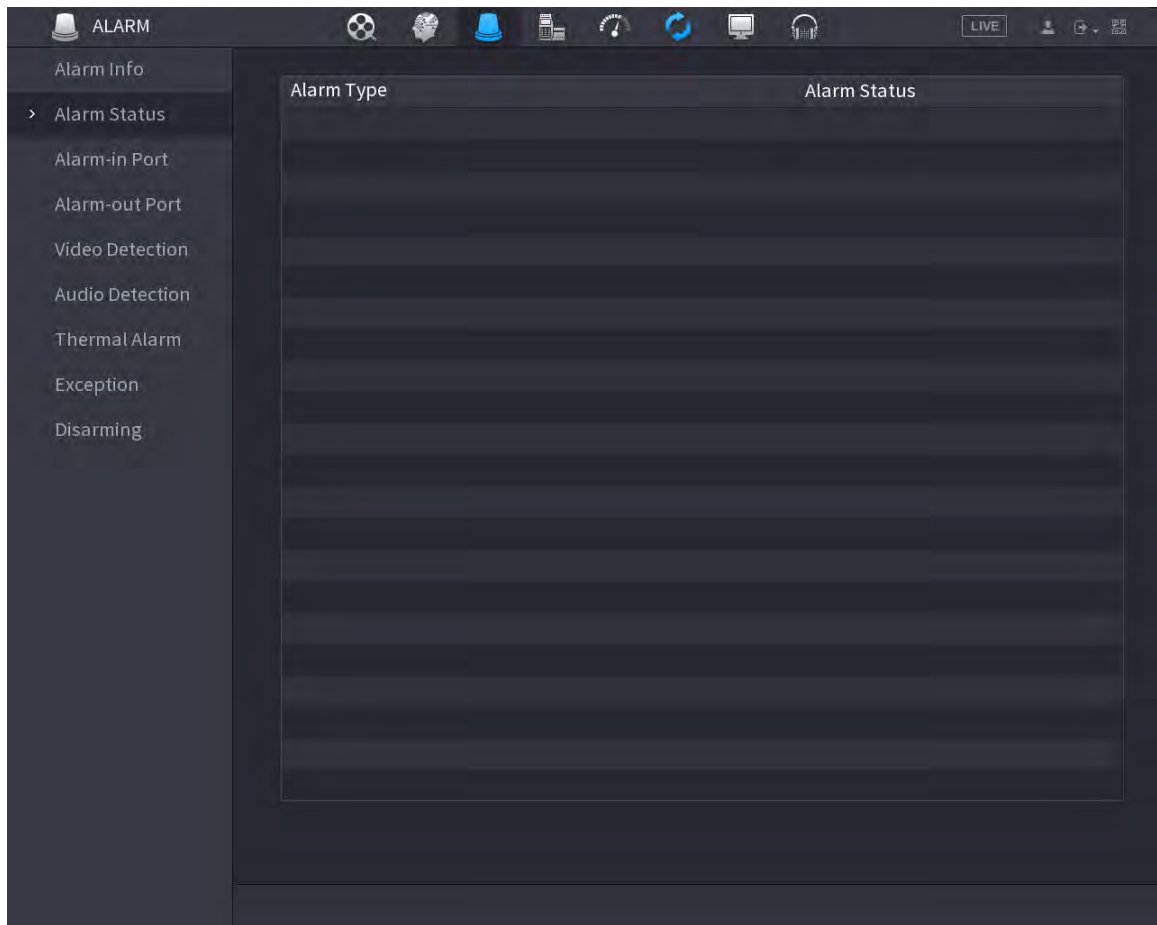 ALARM
LIVE
Alarm Info
Alarm Status
Alarm-in Port
Alarm-out Port
Video Detection
Audio Detection
Thermal Alarm
Exception
Disarming
Alarm Type
Alarm Status